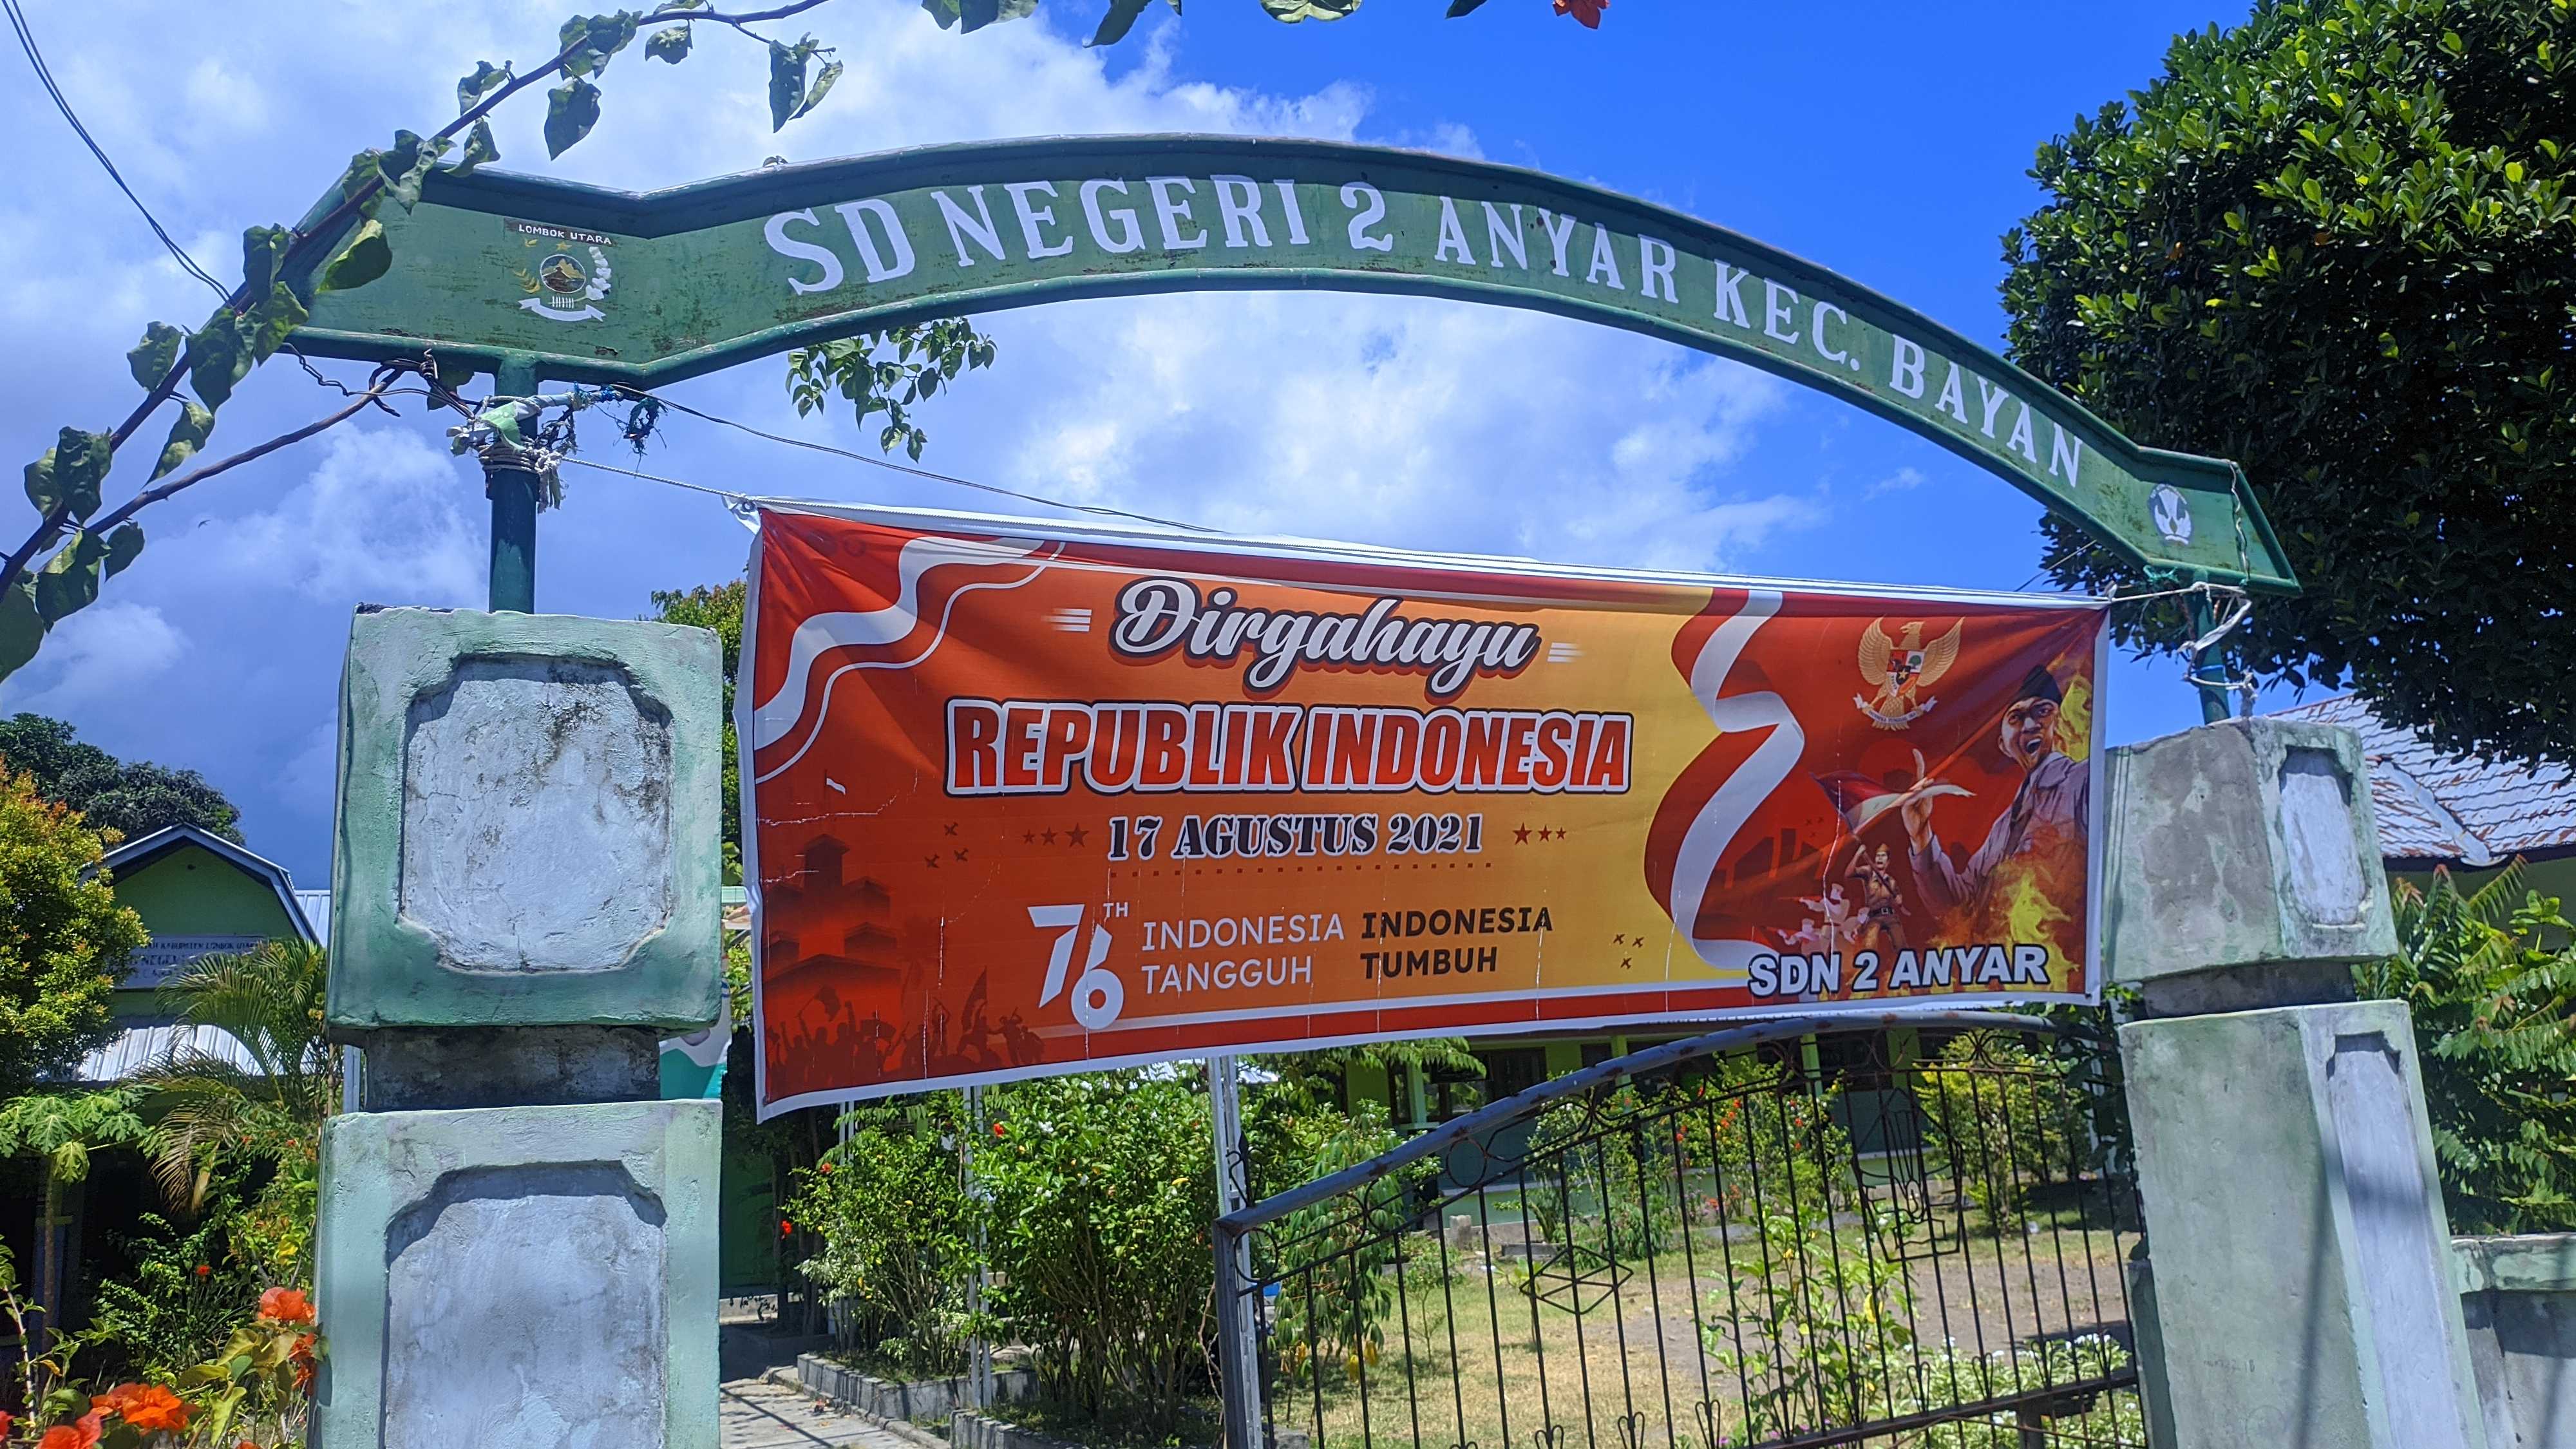 LOMBOK UTARA
SD NEGERI 2 ANYAR KEC. BAYAN
Dirgahayu
REPUBLIK INDONESIA
17 AGUSTUS 2021
76TH
INDONESIA TANGGUH
INDONESIA TUMBUH
SDN 2 ANYAR